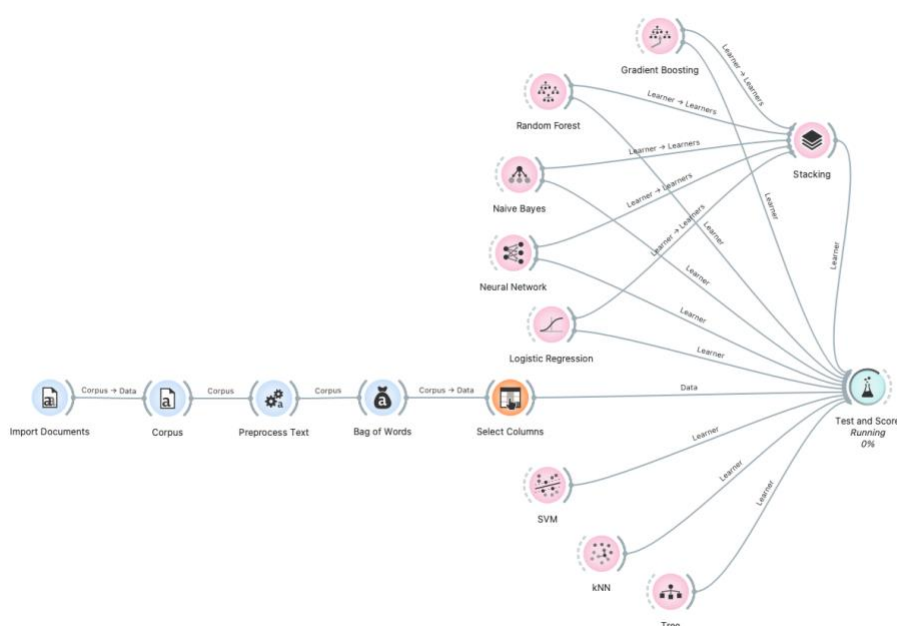 Gradient Boosting
Learner → Learners
Random Forest
Learner → Learners
Learner → Learners
Stacking
Naive Bayes
Learner → Learners
Learner → Learners
Learner
Learner
Learner
Learner
Neural Network
Learner
Learner
Logistic Regression
Corpus → Data
Corpus
Corpus
Corpus → Data
Data
Import Documents
Corpus
Preprocess Text
Bag of Words
Select Columns
Test and Score
Running
0%
Learner
Learner
Learner
SVM
kNN
Tree